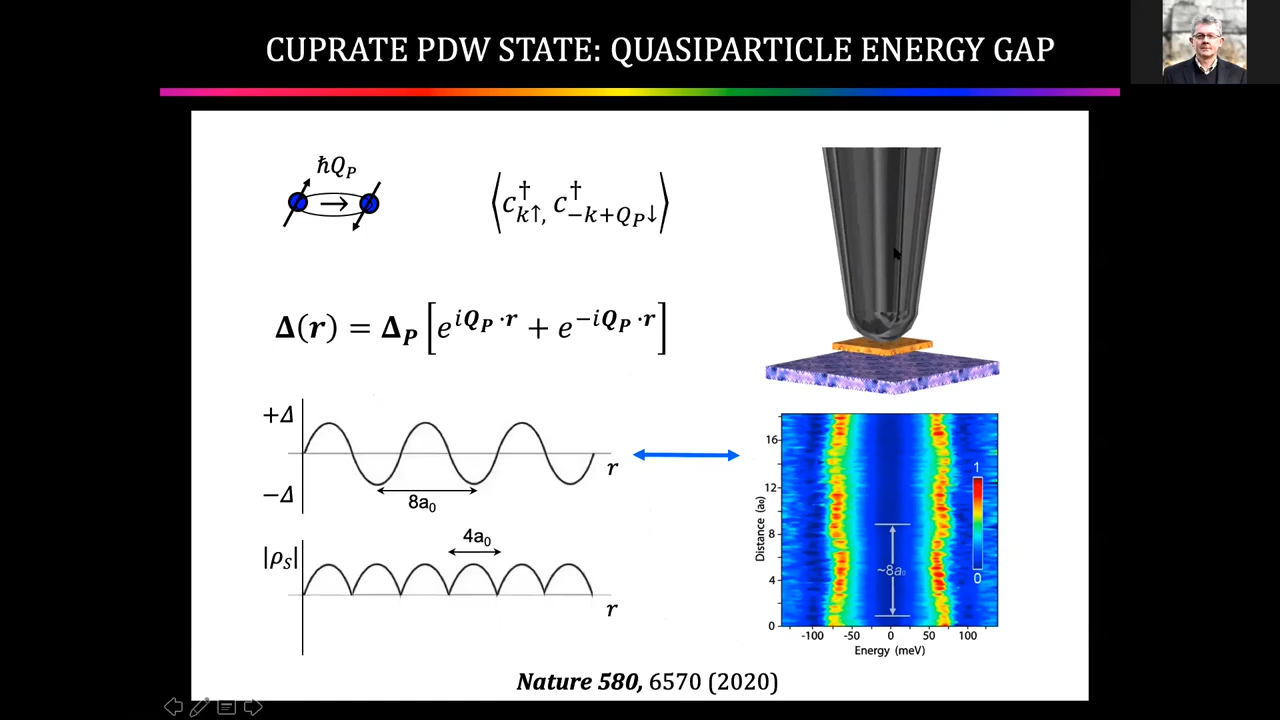 CUPRATE PDW STATE: QUASIPARTICLE ENERGY GAP
ħQ_P
⟨c†_{k↑,} c†_{−k+Q_P↓}⟩
Δ(r) = Δ_P [e^{iQ_P·r} + e^{−iQ_P·r}]
+Δ
r
−Δ
8a₀
4a₀
|ρ_S|
r
16
12
8
4
0
Distance (a₀)
1
0
~8a₀
-100 -50 0 50 100
Energy (meV)
Nature 580, 6570 (2020)